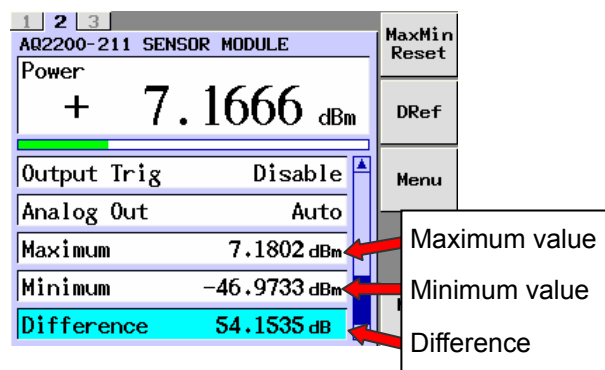 1 2 3
AQ2200-211 SENSOR MODULE
Power
+ 7.1666 dBm
Output Trig Disable
Analog Out Auto
Maximum 7.1802 dBm
Minimum -46.9733 dBm
Difference 54.1535 dB
MaxMin
Reset
DRef
Menu
Maximum value
Minimum value
Difference